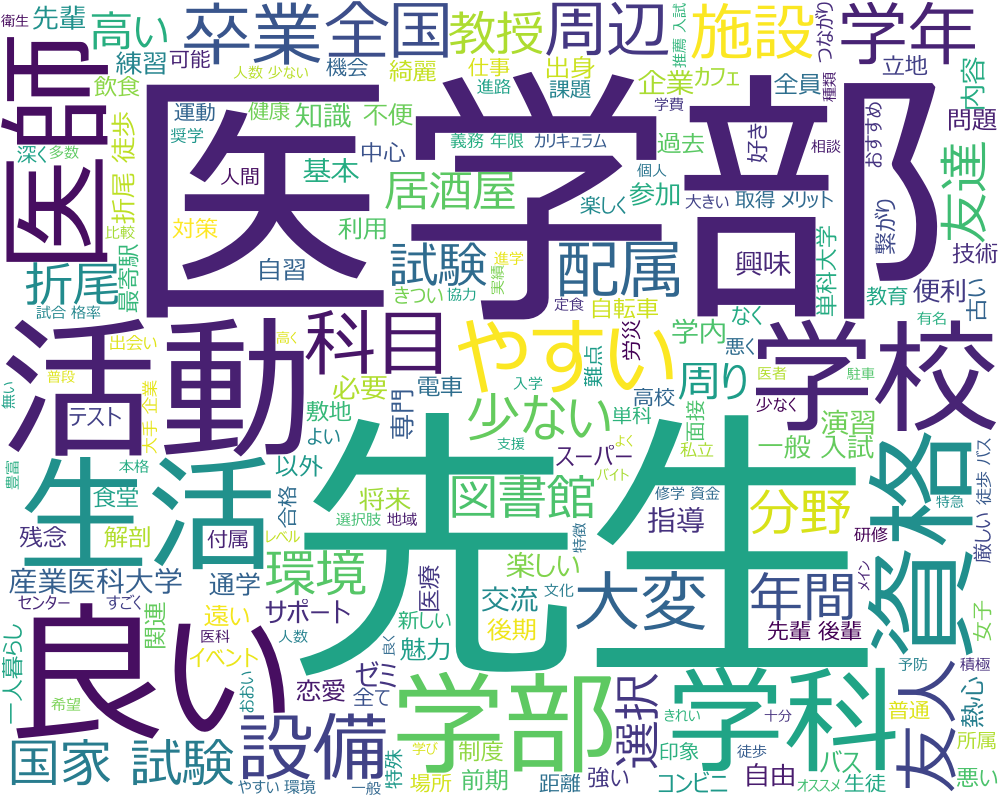 衛生
先輩
高い
卒業
全国
教授
周辺
推薦 入試
施設
つながり
学年
医師
練習
可能
人数 少ない
機会
綺麗
仕事
出身
企業
カフェ
全員
種類
立地
内容
飲食
医学部
進路
課題
運動
健康
知識
不便
学費
好き
おすすめ
問題
深く
多数
徒歩
奨学
義務 年限
カリキュラム
過去
相談
友達
人間
基本
中心
居酒屋
個人
参加
楽しく
大きい
取得
メリット
繋がり
折尾
比較
対策
利用
技術
最寄駅
自習
試験
進学
配属
興味
単科大学
折尾
きつい
協力
実績
定食
自転車
教育
便利
古い
試合
格率
労災
なく
有名
活動
出会い
高く
科目
やすい
学内
悪く
学校
医者
駐車
無い
普段
テスト
大手 企業
必要
電車
入学
難点
高校
周り
少なく
敷地
よい
専門
少ない
単科
面接
演習
先生
支援
よく
私立
一般 入試
資格
豊富
本格
生活
以外
スーパー
バイト
食堂
合格
将来
図書館
修学 資金
分野
特急
徒歩 バス
残念
解剖
付属
レベル
選択肢
地域
特徴
指導
研修
厳しい
産業医科大学
通学
環境
楽しい
大変
年間
メイン
センター
すごく
関連
遠い
サポート
医療
新しい
交流
文化
女子
医科
人数
良く
魅力
後期
先輩 後輩
一人暮らし
良い
イベント
ゼミ
予防
積極
希望
おおい
恋愛
全て
学部
選択
学科
友人
普通
熱心
きれい
十分
所属
国家 試験
設備
学び
制度
印象
徒歩
バス
特殊
場所
前期
距離
強い
コンビニ
自由
オススメ
生徒
悪い
やすい 環境
一般